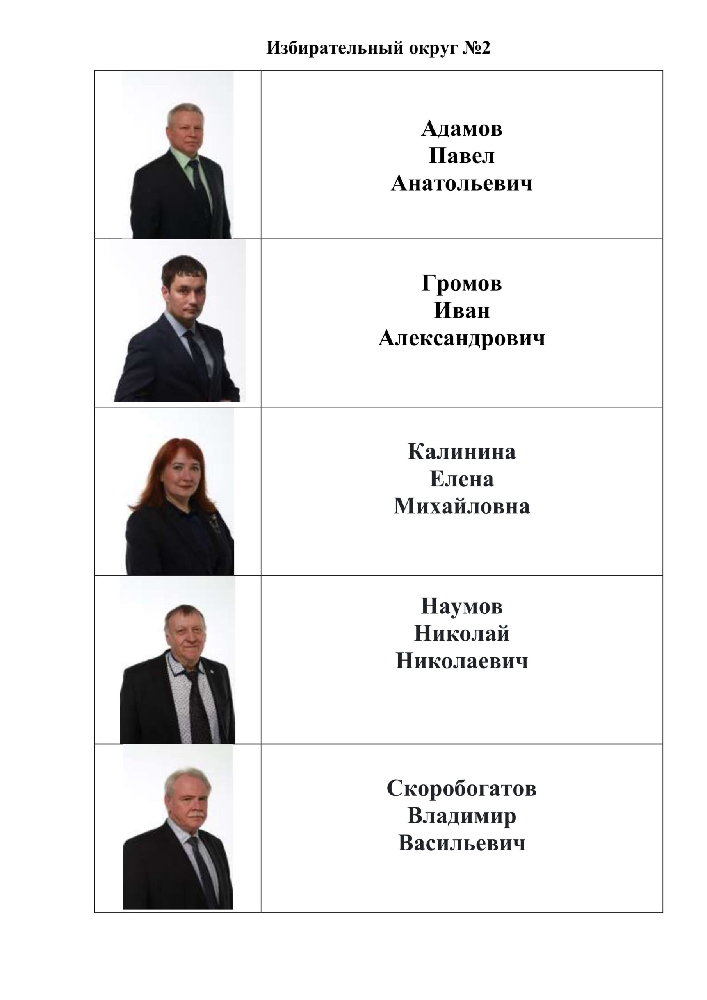 Избирательный округ №2
Адамов
Павел
Анатольевич
Громов
Иван
Александрович
Калинина
Елена
Михайловна
Наумов
Николай
Николаевич
Скоробогатов
Владимир
Васильевич